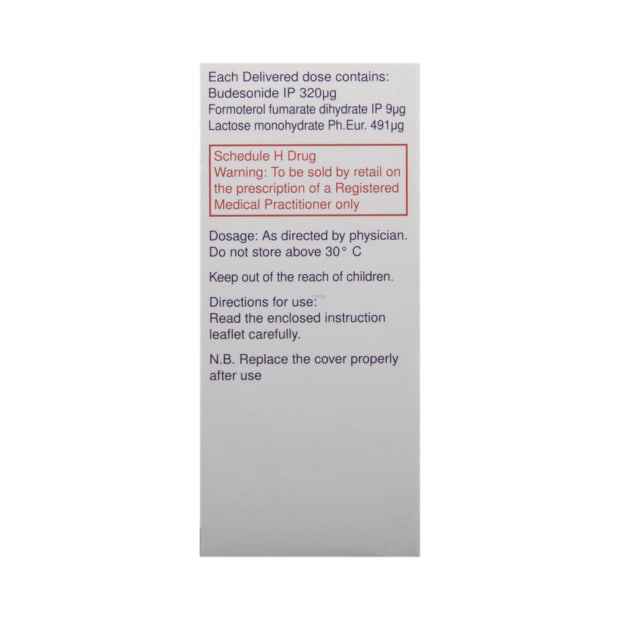 Each Delivered dose contains:
Budesonide IP 320µg
Formoterol fumarate dihydrate IP 9µg
Lactose monohydrate Ph.Eur. 491µg
Schedule H Drug
Warning: To be sold by retail on
the prescription of a Registered
Medical Practitioner only
Dosage: As directed by physician.
Do not store above 30° C
Keep out of the reach of children.
Directions for use:
Read the enclosed instruction
leaflet carefully.
N.B. Replace the cover properly
after use